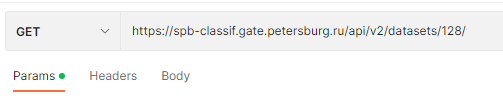 GET https://spb-classif.gate.petersburg.ru/api/v2/datasets/128/
Params Headers Body